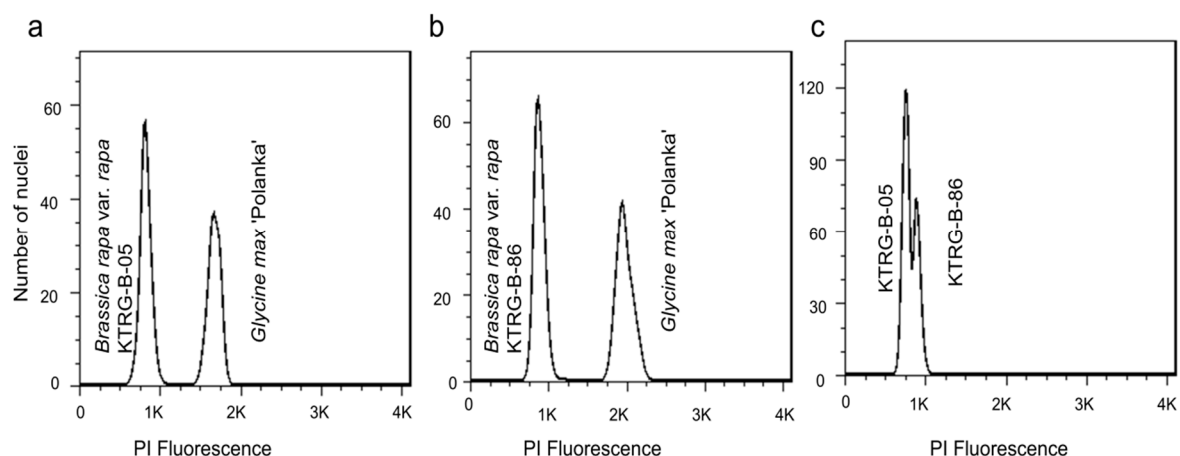 a
Number of nuclei
60
40
20
0
Brassica rapa var. rapa
KTRG-B-05
Glycine max 'Polanka'
0 1K 2K 3K 4K
PI Fluorescence
b
60
40
20
0
Brassica rapa var. rapa
KTRG-B-86
Glycine max 'Polanka'
0 1K 2K 3K 4K
PI Fluorescence
c
120
90
60
30
0
KTRG-B-05
KTRG-B-86
0 1K 2K 3K 4K
PI Fluorescence